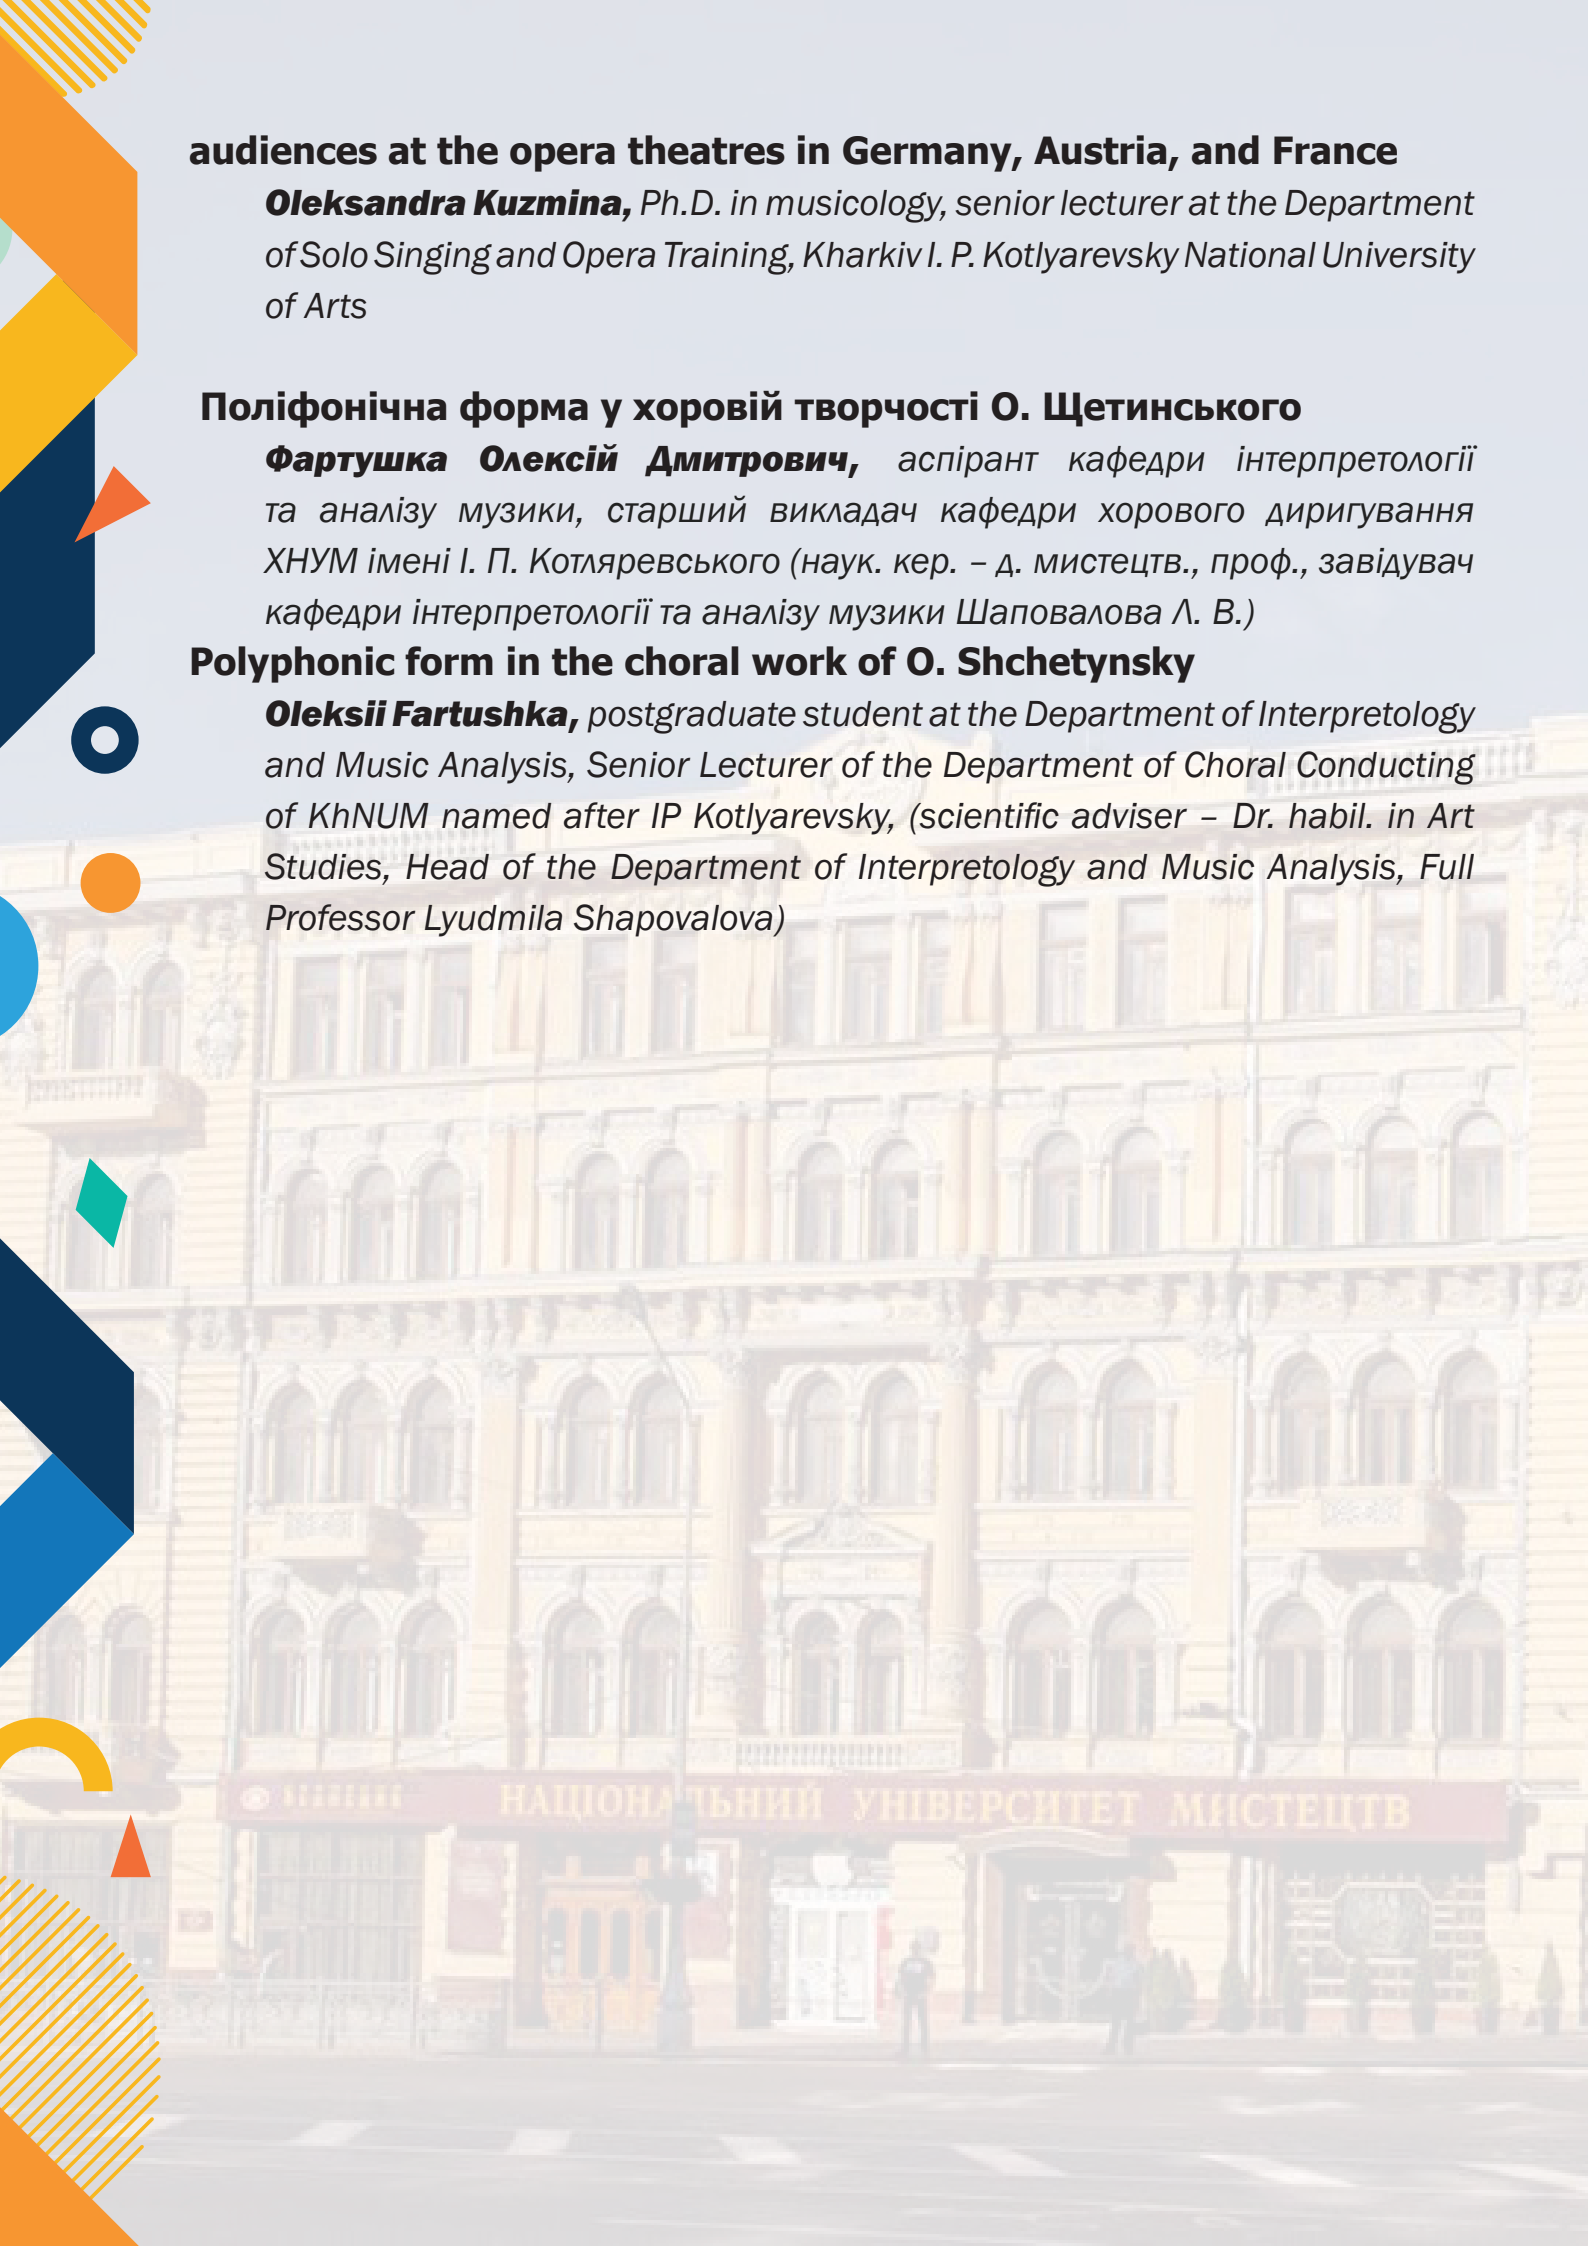 audiences at the opera theatres in Germany, Austria, and France
Oleksandra Kuzmina, Ph.D. in musicology, senior lecturer at the Department
of Solo Singing and Opera Training, Kharkiv I. P. Kotlyarevsky National University
of Arts
Поліфонічна форма у хоровій творчості О. Щетинського
Фартушка Олексій Дмитрович, аспірант кафедри інтерпретології
та аналізу музики, старший викладач кафедри хорового диригування
ХНУМ імені І. П. Котляревського (наук. кер. – д. мистецтв., проф., завідувач
кафедри інтерпретології та аналізу музики Шаповалова Л. В.)
Polyphonic form in the choral work of O. Shchetynsky
Oleksii Fartushka, postgraduate student at the Department of Interpretology
and Music Analysis, Senior Lecturer of the Department of Choral Conducting
of KhNUM named after IP Kotlyarevsky, (scientific adviser – Dr. habil. in Art
Studies, Head of the Department of Interpretology and Music Analysis, Full
Professor Lyudmila Shapovalova)
НАЦІОНАЛЬНИЙ УНІВЕРСИТЕТ МИСТЕЦТВ